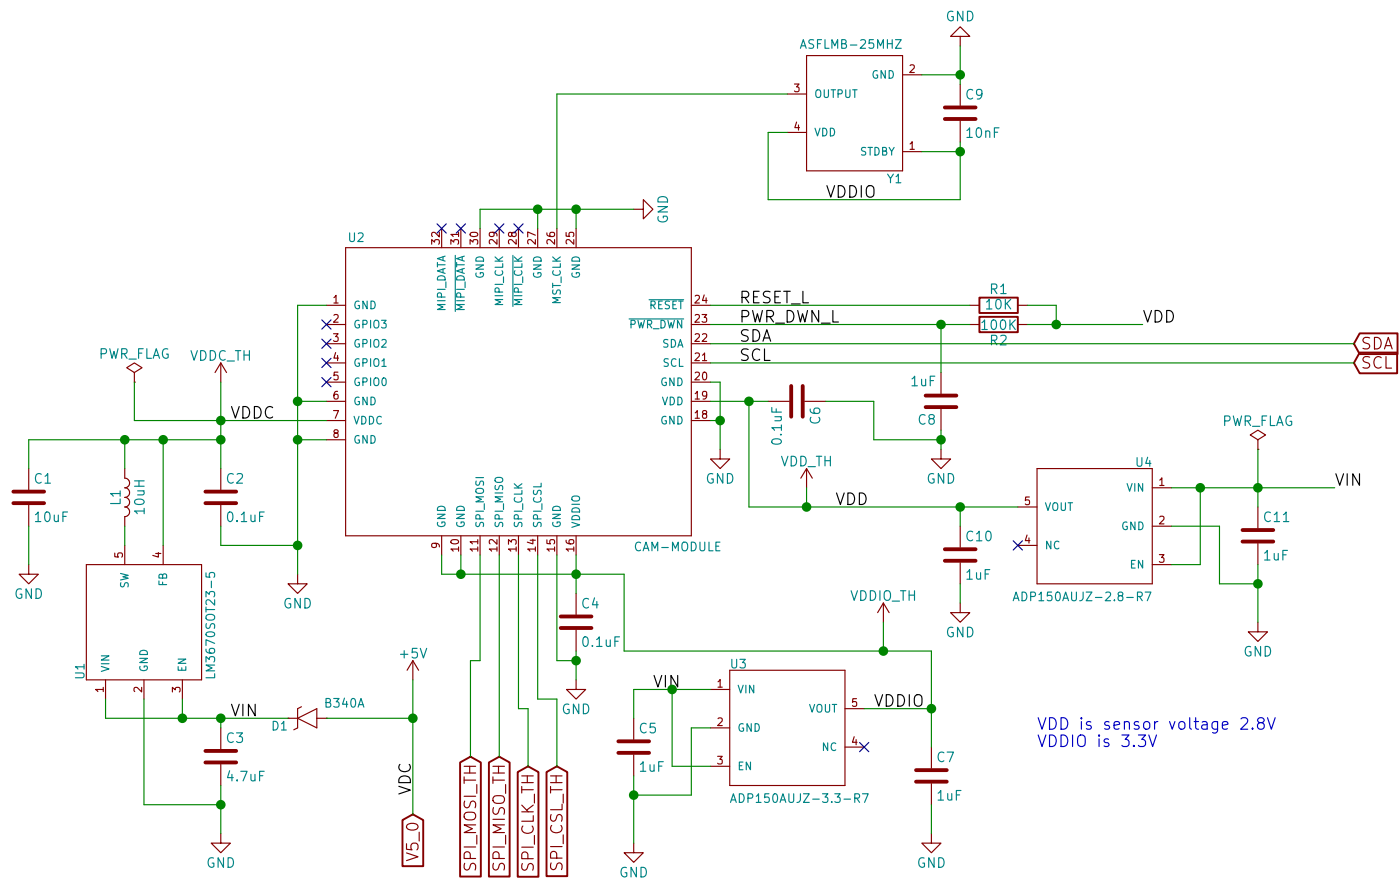 GND
ASFLMB-25MHZ
GND 2
3 OUTPUT
C9
10nF
4 VDD
STDBY 1
Y1
VDDIO
GND
U2
32 31 30 29 28 27 26 25
MIPI_DATA MIPI_DATA GND MIPI_CLK MIPI_CLK GND MST_CLK GND
1 GND
2 GPIO3
3 GPIO2
4 GPIO1
5 GPIO0
6 GND
7 VDDC
8 GND
RESET 24 RESET_L
PWR_DWN 23 PWR_DWN_L
SDA 22 SDA
SCL 21 SCL
GND 20
VDD 19
GND 18
R1
10K
100K
R2
VDD
SDA
SCL
1uF
C8
0.1uF
C6
GND
GND
PWR_FLAG
VDDC_TH
VDDC
C1
10uF
L1
10uH
C2
0.1uF
GND
GND
5 4
SW FB
LM3670SOT23-5
U1
VIN GND EN
1 2 3
VIN
D1
B340A
+5V
C3
4.7uF
GND
VDC
V5_0
GND GND SPI_MOSI SPI_MISO SPI_CLK SPI_CSL GND VDDIO
9 10 11 12 13 14 15 16
CAM-MODULE
C4
0.1uF
GND
SPI_MOSI_TH
SPI_MISO_TH
SPI_CLK_TH
SPI_CSL_TH
VDD_TH
VDD
PWR_FLAG
U4
VIN 1
VIN
5 VOUT
GND 2
4 NC
EN 3
ADP150AUJZ-2.8-R7
C10
1uF
GND
C11
1uF
GND
VDDIO_TH
U3
VIN
1 VIN
VOUT 5
VDDIO
2 GND
NC 4
3 EN
ADP150AUJZ-3.3-R7
C5
1uF
GND
C7
1uF
GND
VDD is sensor voltage 2.8V
VDDIO is 3.3V